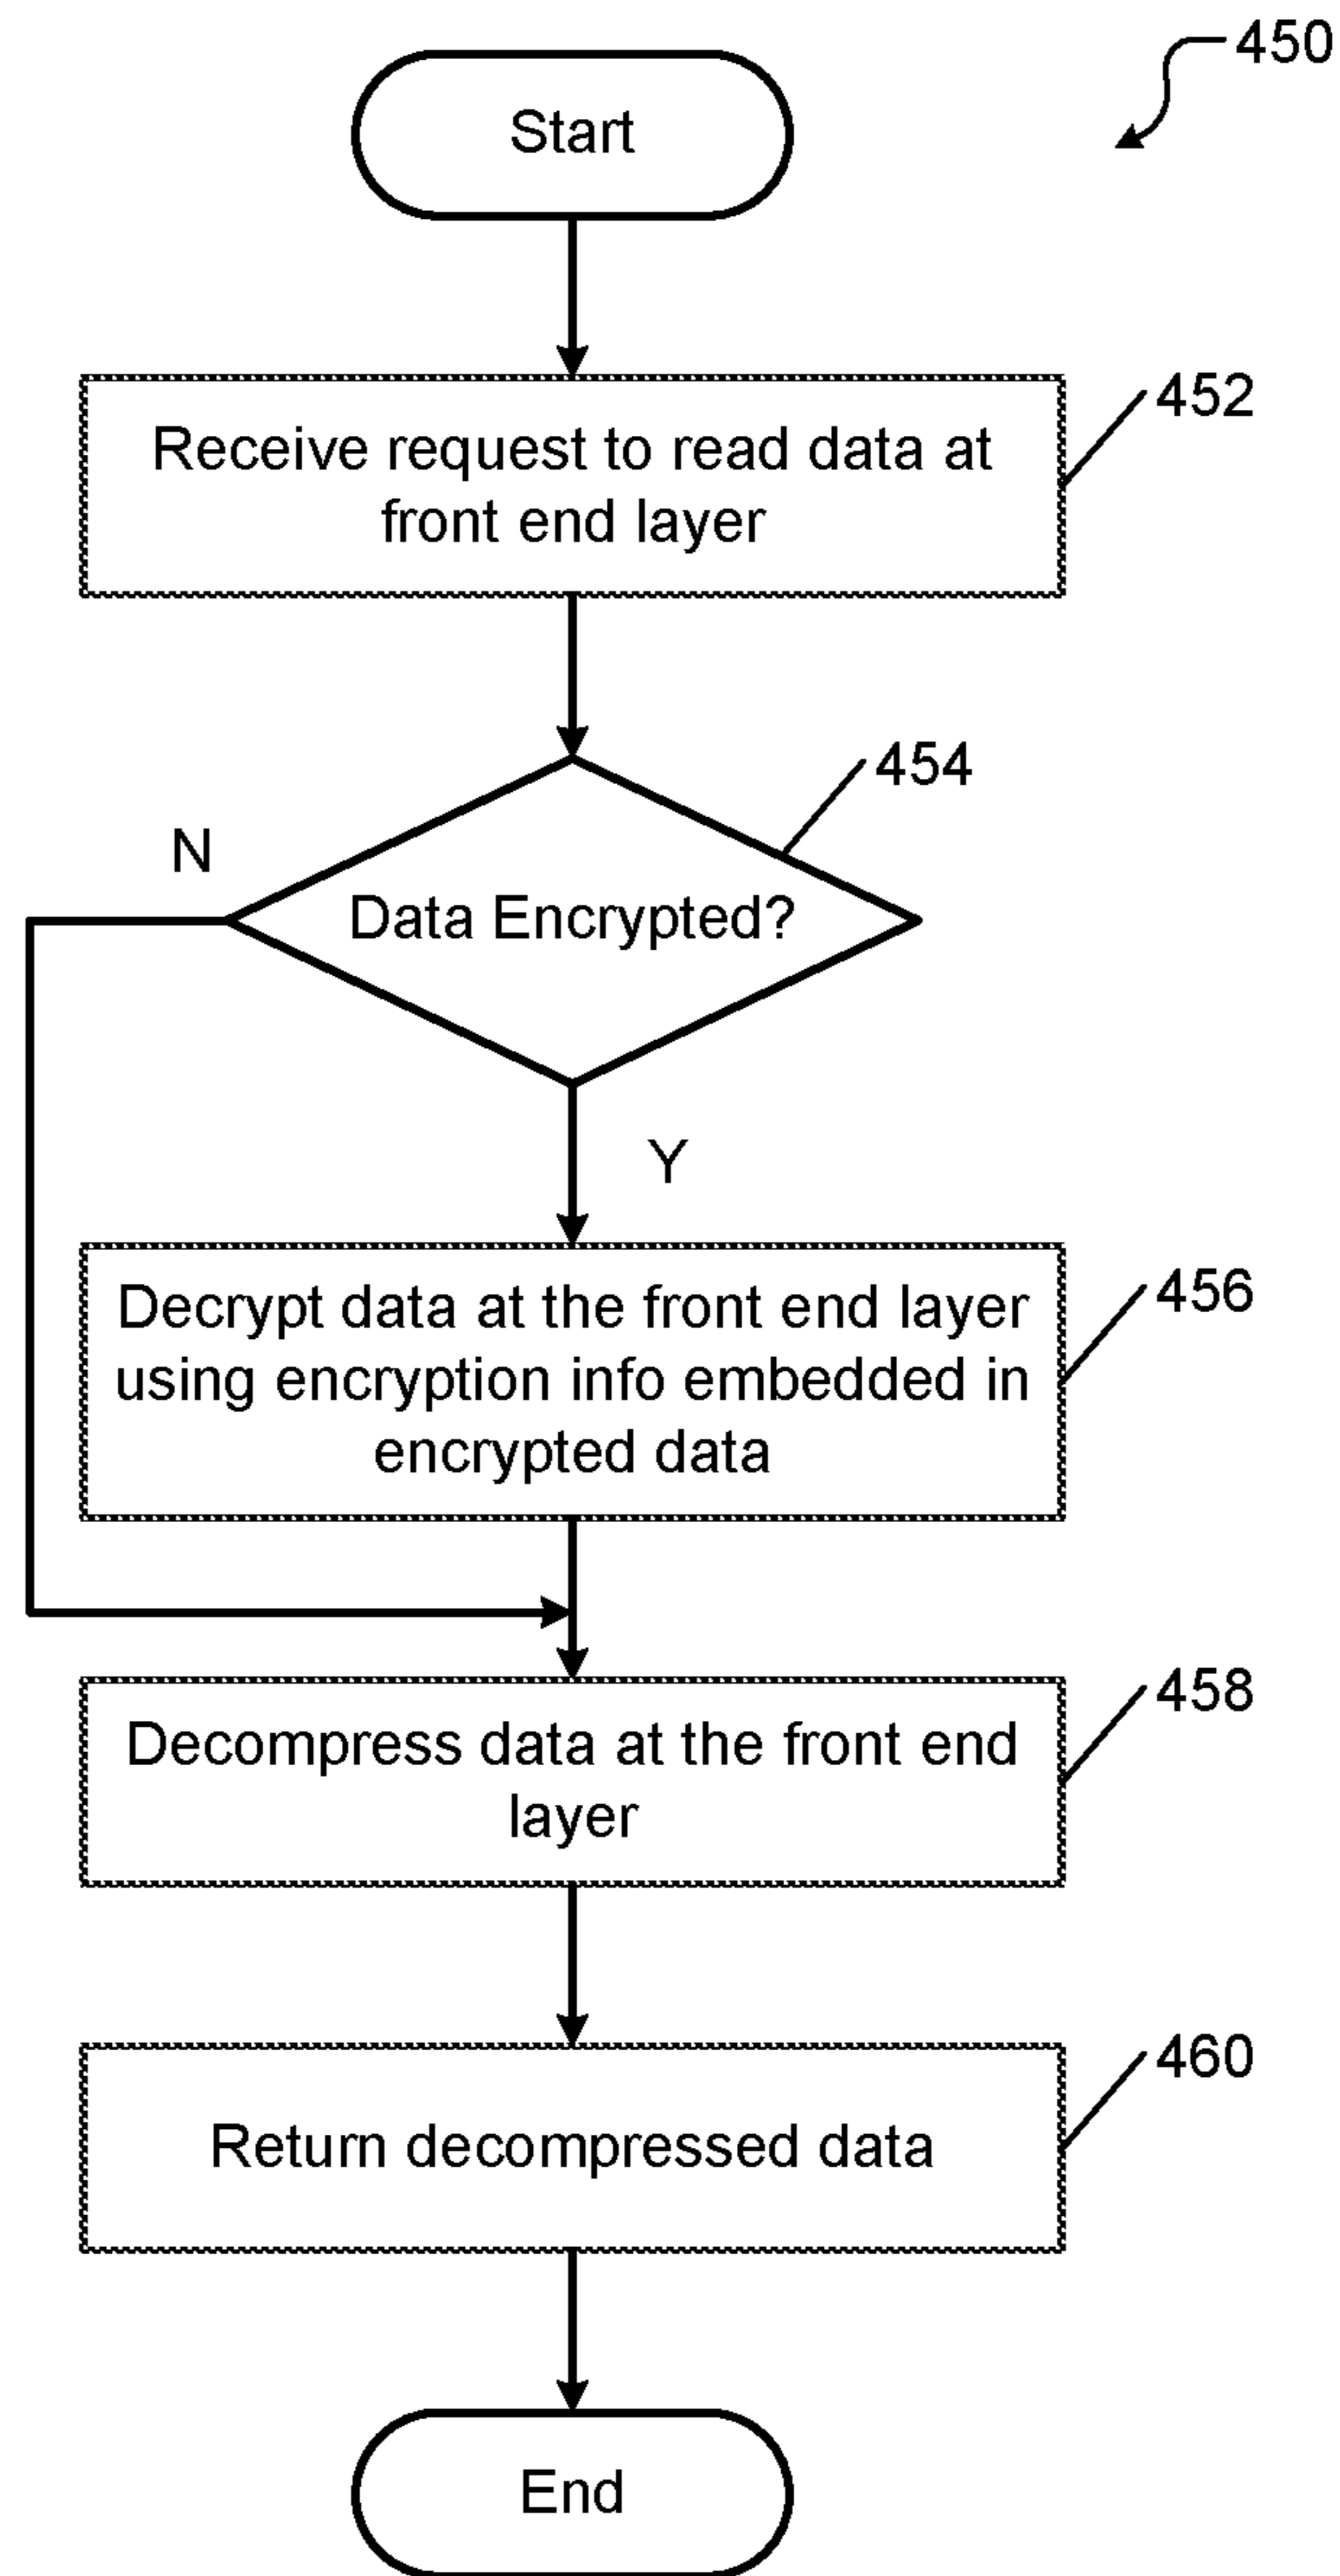 450
Start
452
Receive request to read data at
front end layer
454
N
Data Encrypted?
Y
456
Decrypt data at the front end layer
using encryption info embedded in
encrypted data
458
Decompress data at the front end
layer
460
Return decompressed data
End